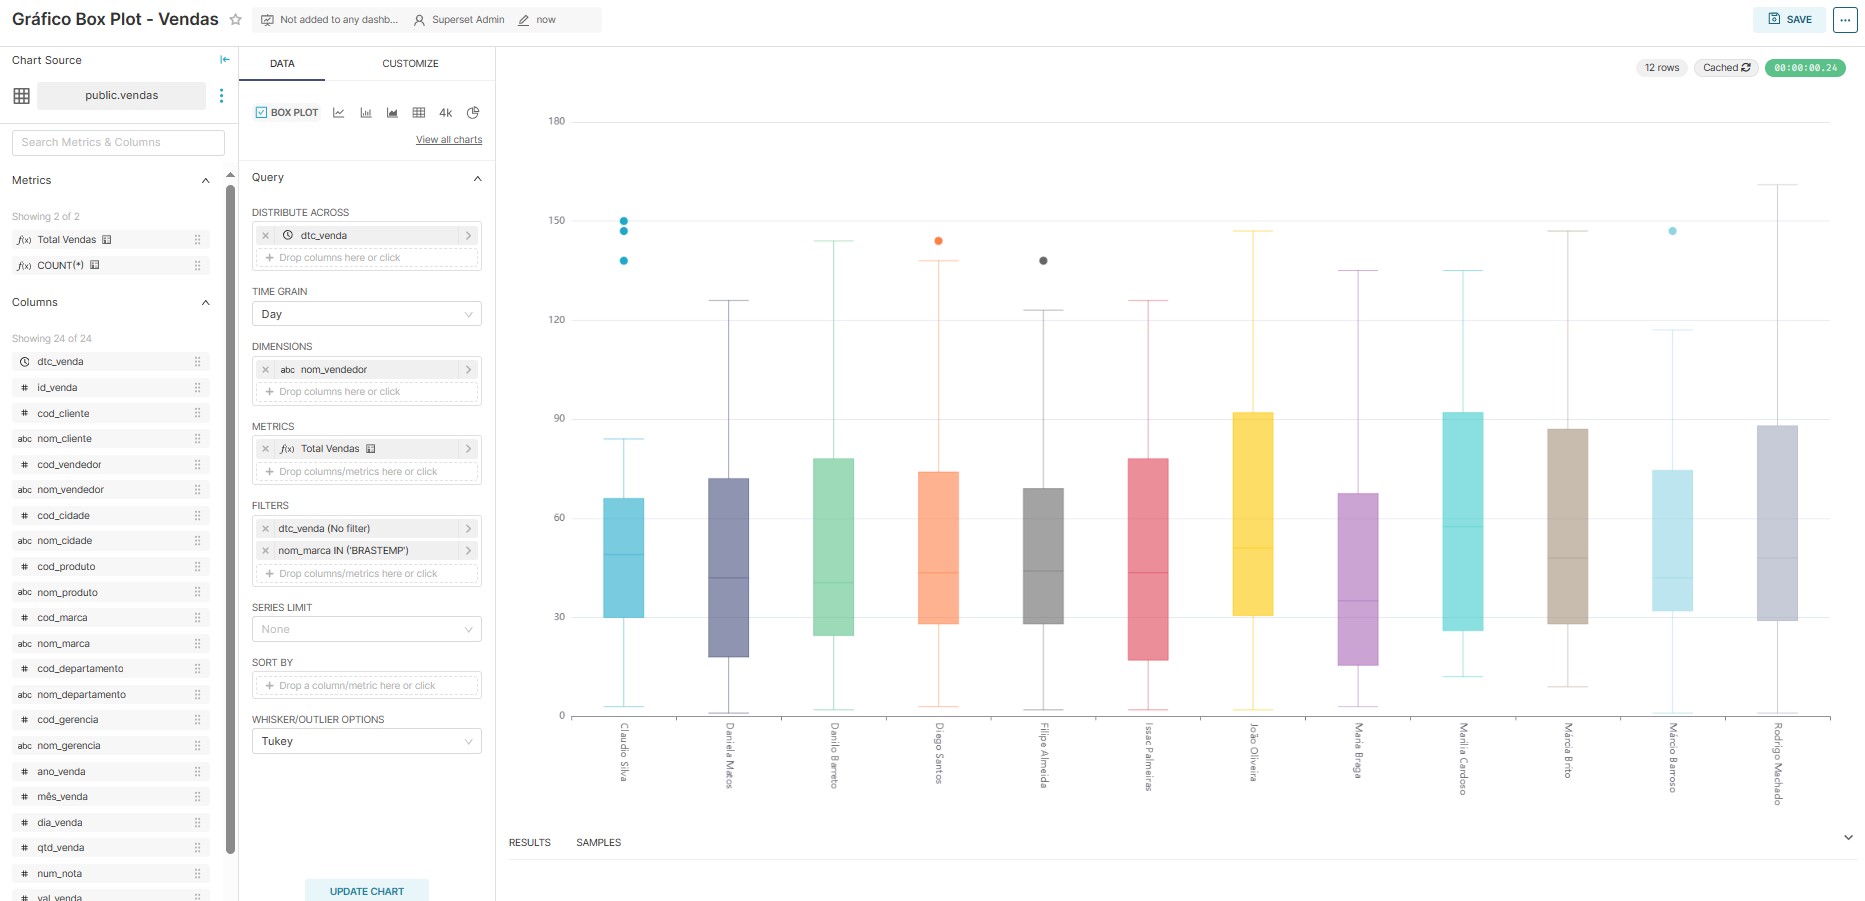 Gráfico Box Plot - Vendas
Not added to any dashb...
Superset Admin
now
SAVE
...
Chart Source
public.vendas
Search Metrics & Columns
Metrics
Showing 2 of 2
f(x) Total Vendas
f(x) COUNT(*)
Columns
Showing 24 of 24
dtc_venda
# id_venda
# cod_cliente
abc nom_cliente
# cod_vendedor
abc nom_vendedor
# cod_cidade
abc nom_cidade
# cod_produto
abc nom_produto
# cod_marca
abc nom_marca
# cod_departamento
abc nom_departamento
# cod_gerencia
abc nom_gerencia
# ano_venda
# mês_venda
# dia_venda
# qtd_venda
# num_nota
# val_venda
DATA
CUSTOMIZE
BOX PLOT
4k
View all charts
Query
DISTRIBUTE ACROSS
dtc_venda
+ Drop columns here or click
TIME GRAIN
Day
DIMENSIONS
abc nom_vendedor
+ Drop columns here or click
METRICS
f(x) Total Vendas
+ Drop columns/metrics here or click
FILTERS
dtc_venda (No filter)
nom_marca IN ('BRASTEMP')
+ Drop columns/metrics here or click
SERIES LIMIT
None
SORT BY
+ Drop a column/metric here or click
WHISKER/OUTLIER OPTIONS
Tukey
UPDATE CHART
12 rows
Cached
00:00:00.24
180
150
120
90
60
30
0
Claudio Silva
Daniela Matos
Danilo Barreto
Diego Santos
Filipe Almeida
Issac Palmeiras
João Oliveira
Maria Braga
Marília Cardoso
Márcia Brito
Márcio Barroso
Rodrigo Machado
RESULTS
SAMPLES